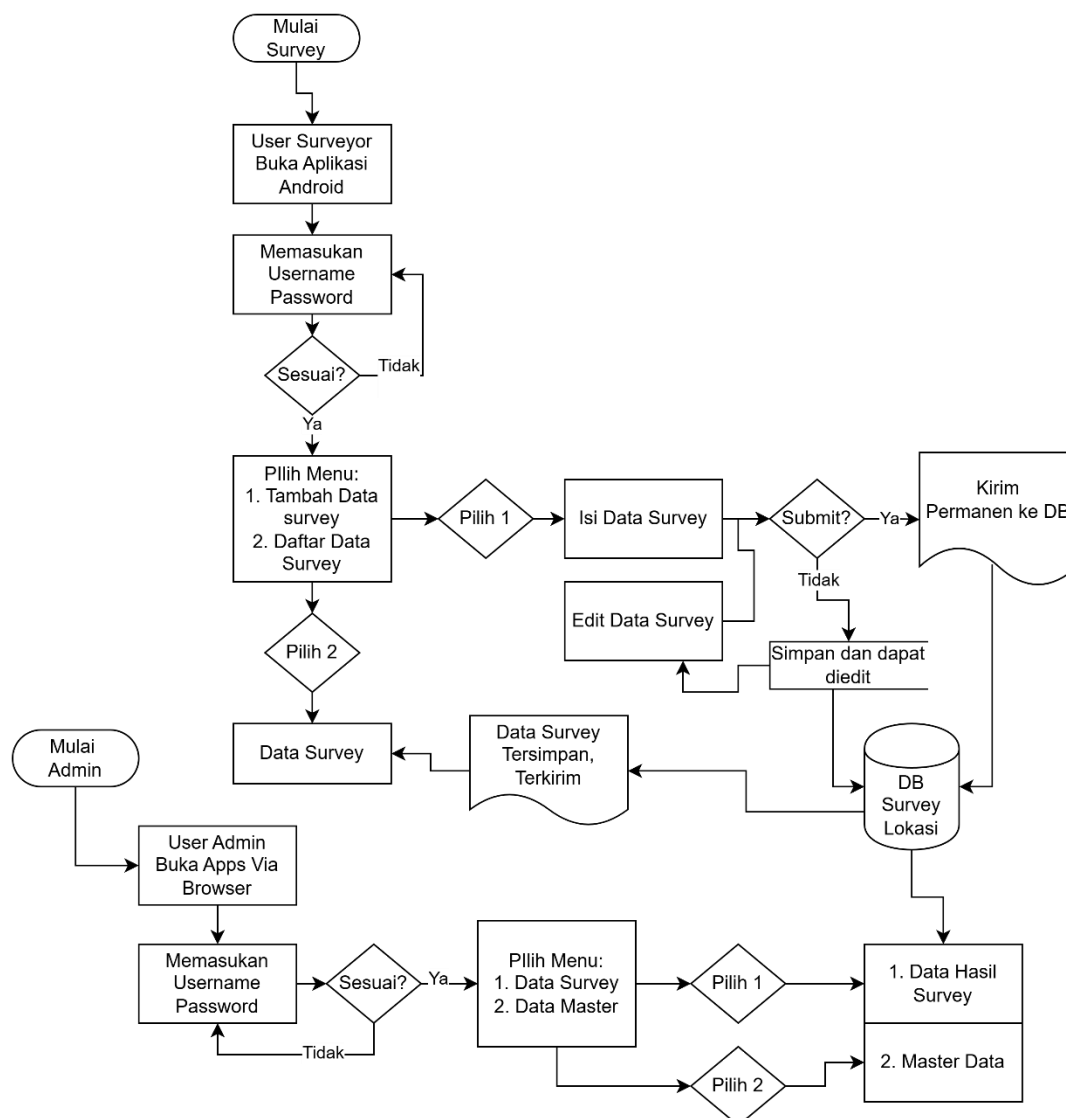 Mulai
Survey
User Surveyor
Buka Aplikasi
Android
Memasukan
Username
Password
Sesuai?
Tidak
Ya
PIlih Menu:
1. Tambah Data
survey
2. Daftar Data
Survey
Pilih 1
Isi Data Survey
Submit?
Ya
Kirim
Permanen ke DB
Tidak
Edit Data Survey
Simpan dan dapat
diedit
Pilih 2
Data Survey
Data Survey
Tersimpan,
Terkirim
DB
Survey
Lokasi
Mulai
Admin
User Admin
Buka Apps Via
Browser
Memasukan
Username
Password
Sesuai?
Ya
Tidak
PIlih Menu:
1. Data Survey
2. Data Master
Pilih 1
Pilih 2
1. Data Hasil
Survey
2. Master Data